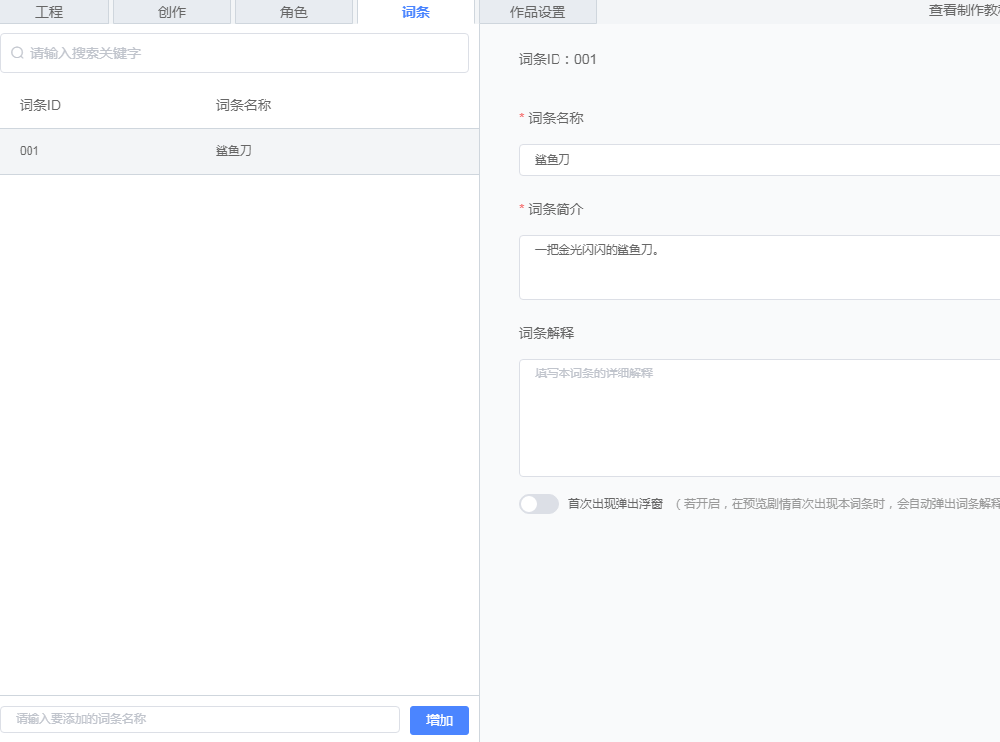 工程 创作 角色 词条 作品设置 查看制作教
请输入搜索关键字
词条ID 词条名称
001 鲨鱼刀
请输入要添加的词条名称 增加
词条ID：001
* 词条名称
鲨鱼刀
* 词条简介
一把金光闪闪的鲨鱼刀。
词条解释
填写本词条的详细解释
首次出现弹出浮窗 （若开启，在预览剧情首次出现本词条时，会自动弹出词条解释